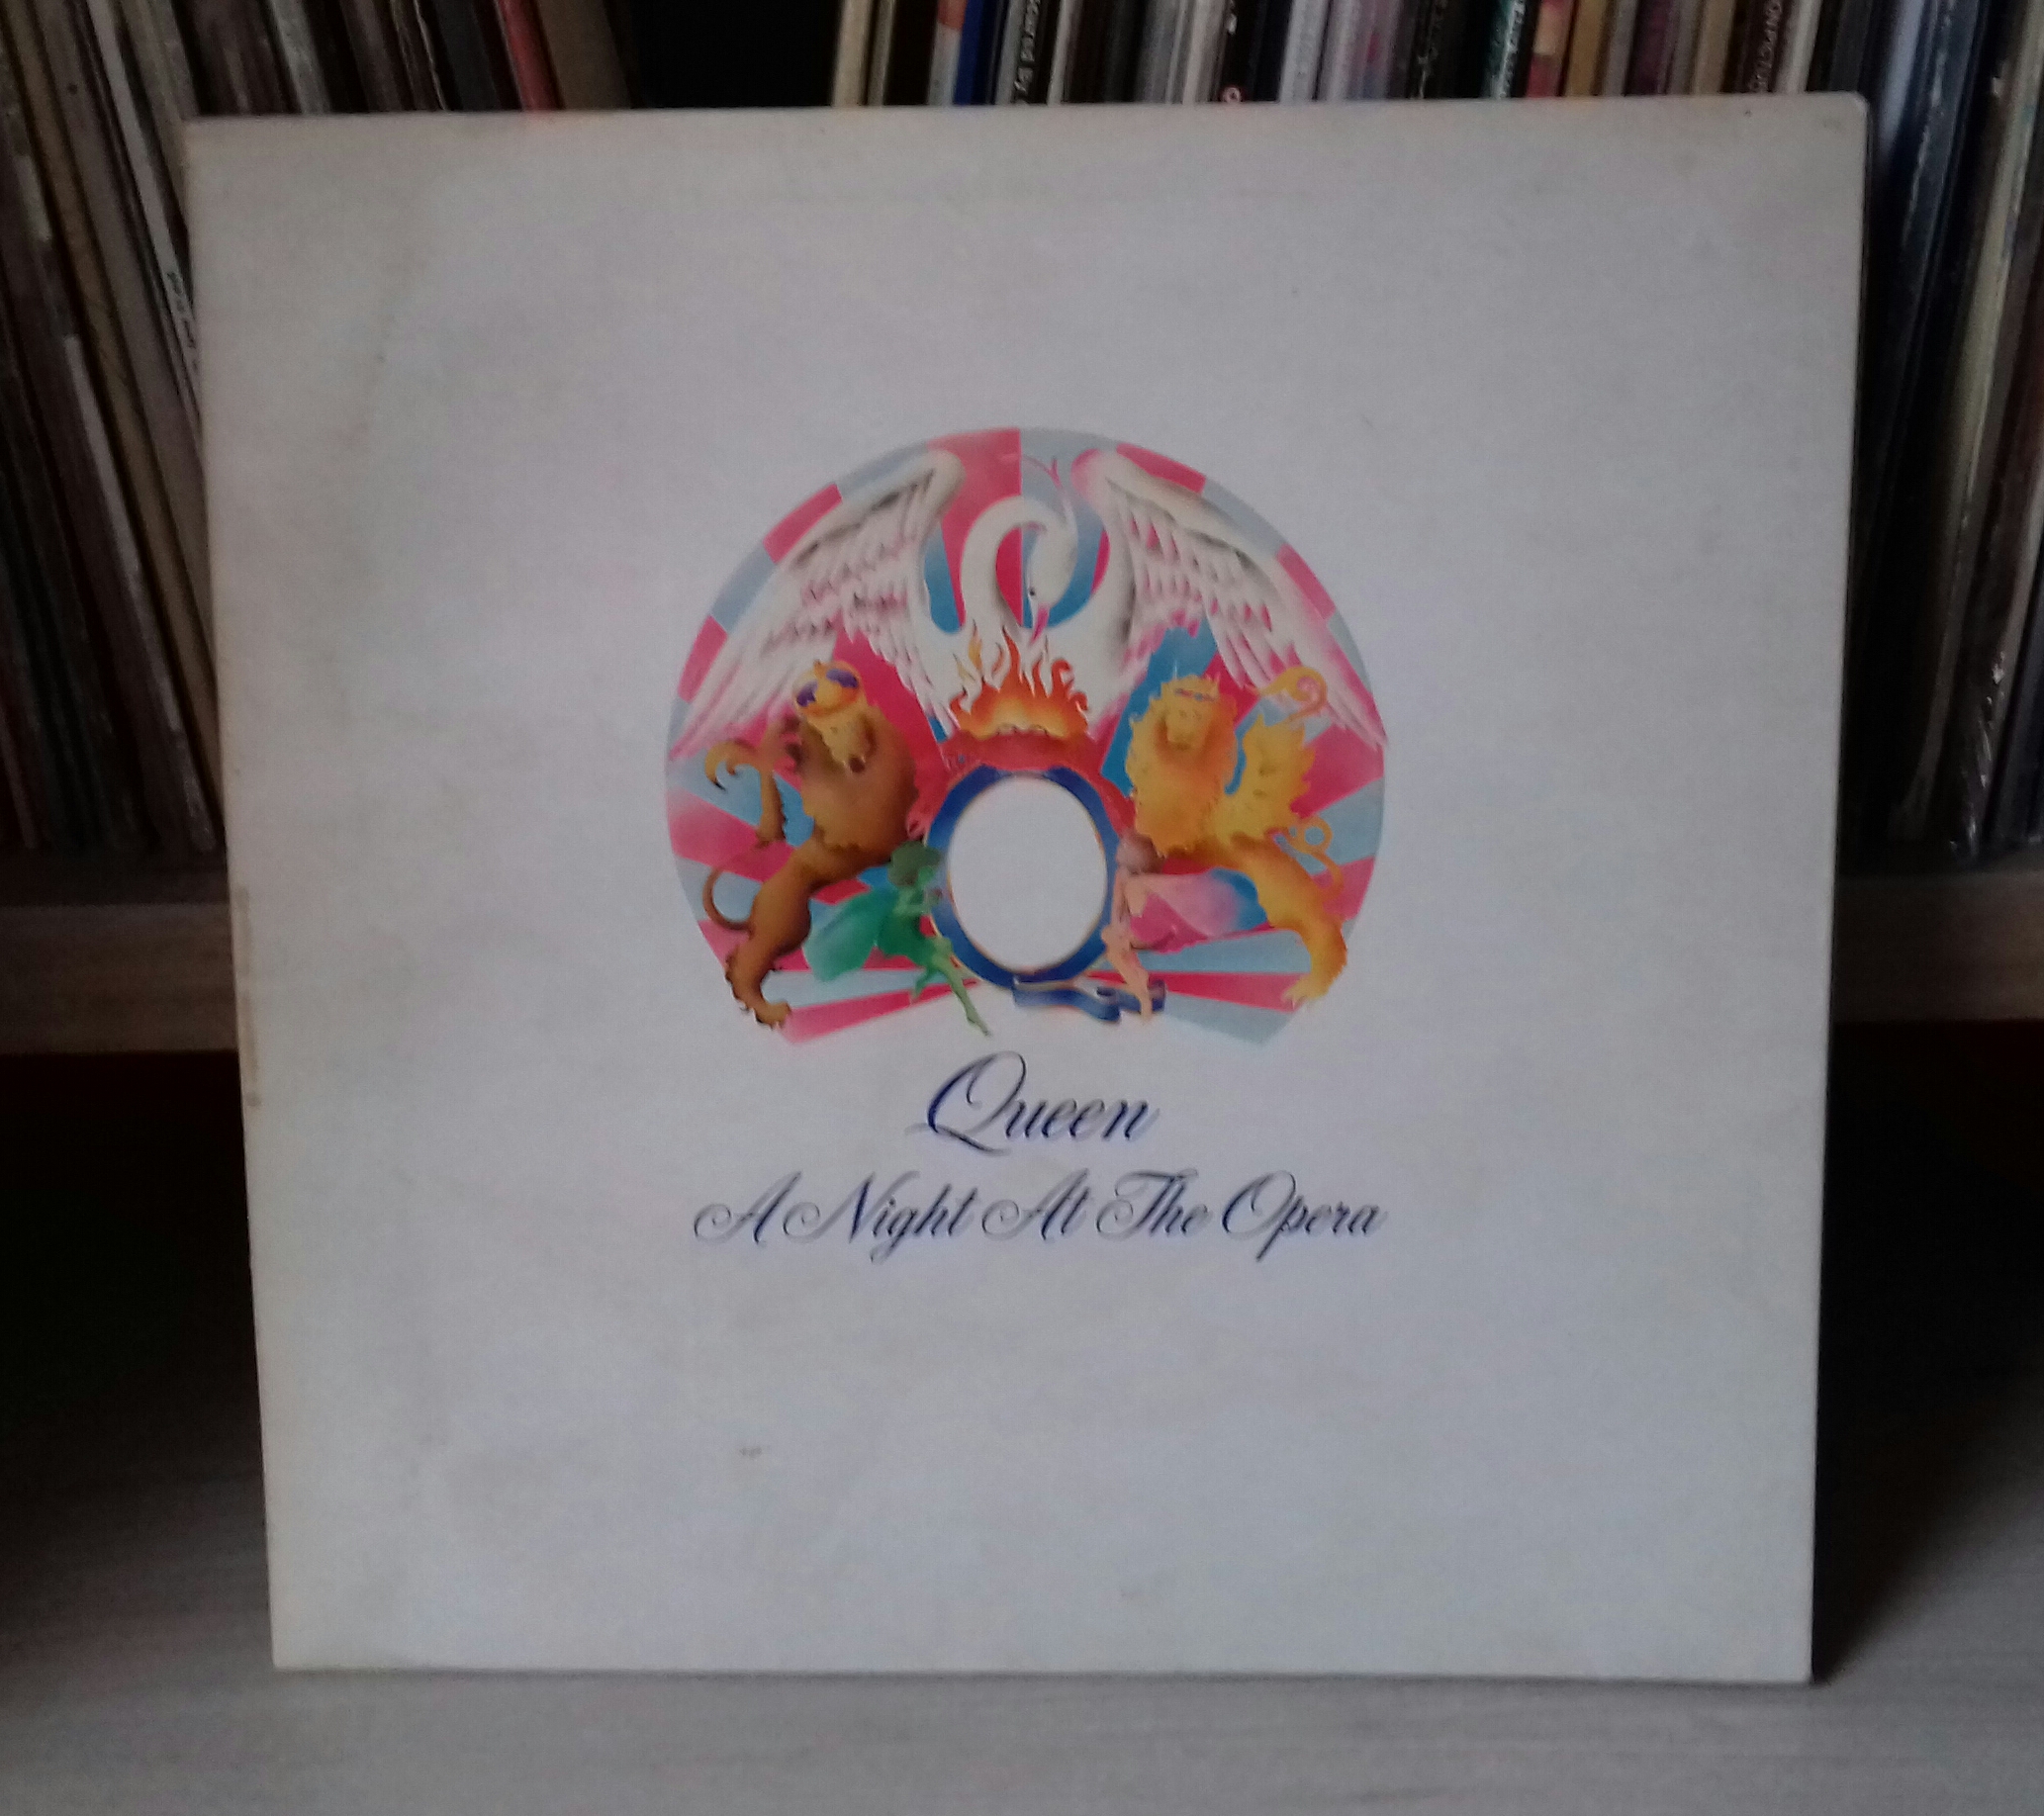 Queen
A Night At The Opera